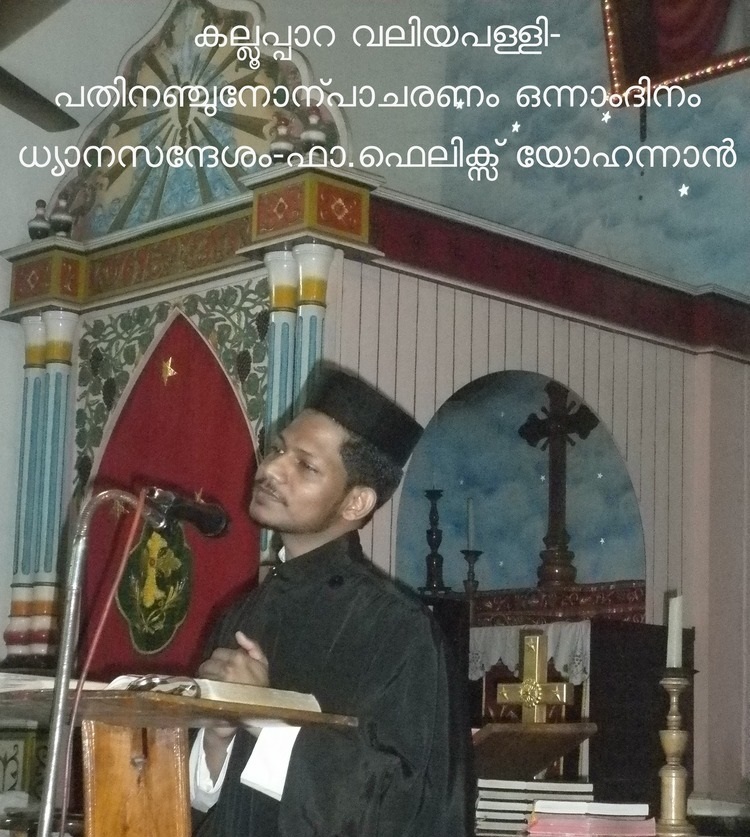 കല്ലൂപ്പാറ വലിയപള്ളി-
പതിനഞ്ചുനോന്പാചരണം ഒന്നാംദിനം
ധ്യാനസന്ദേശം-ഫാ.ഫെലിക്സ് യോഹന്നാൻ